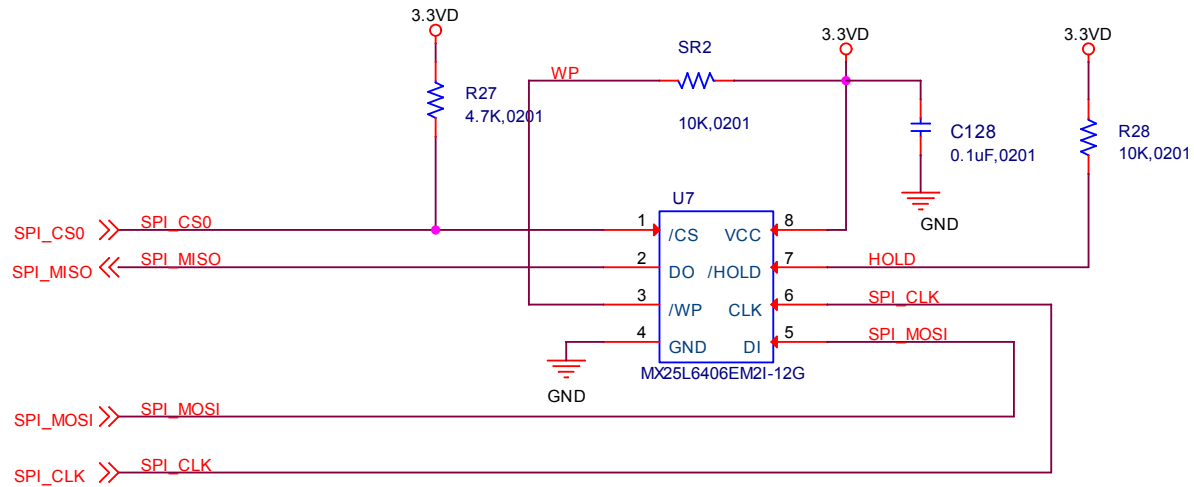 3.3VD
SR2
3.3VD
3.3VD
WP
R27
4.7K,0201
10K,0201
C128
0.1uF,0201
R28
10K,0201
U7
GND
SPI_CS0
SPI_CS0
1
/CS
VCC
8
SPI_MISO
SPI_MISO
2
DO
/HOLD
7
HOLD
3
/WP
CLK
6
SPI_CLK
4
GND
DI
5
SPI_MOSI
MX25L6406EM2I-12G
GND
SPI_MOSI
SPI_MOSI
SPI_CLK
SPI_CLK